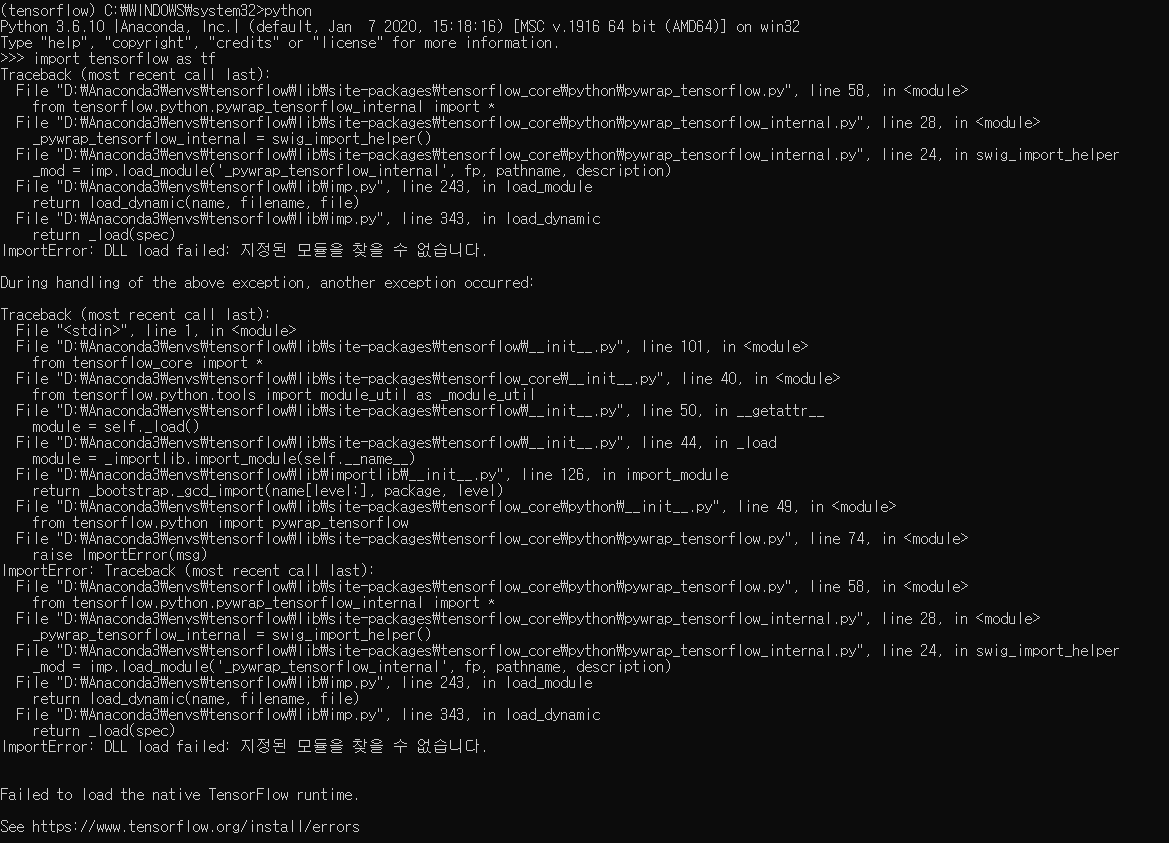 (tensorflow) C:₩WINDOWS₩system32>python
Python 3.6.10 |Anaconda, Inc.| (default, Jan  7 2020, 15:18:16) [MSC v.1916 64 bit (AMD64)] on win32
Type "help", "copyright", "credits" or "license" for more information.
>>> import tensorflow as tf
Traceback (most recent call last):
  File "D:₩Anaconda3₩envs₩tensorflow₩lib₩site-packages₩tensorflow_core₩python₩pywrap_tensorflow.py", line 58, in <module>
    from tensorflow.python.pywrap_tensorflow_internal import *
  File "D:₩Anaconda3₩envs₩tensorflow₩lib₩site-packages₩tensorflow_core₩python₩pywrap_tensorflow_internal.py", line 28, in <module>
    _pywrap_tensorflow_internal = swig_import_helper()
  File "D:₩Anaconda3₩envs₩tensorflow₩lib₩site-packages₩tensorflow_core₩python₩pywrap_tensorflow_internal.py", line 24, in swig_import_helper
    _mod = imp.load_module('_pywrap_tensorflow_internal', fp, pathname, description)
  File "D:₩Anaconda3₩envs₩tensorflow₩lib₩imp.py", line 243, in load_module
    return load_dynamic(name, filename, file)
  File "D:₩Anaconda3₩envs₩tensorflow₩lib₩imp.py", line 343, in load_dynamic
    return _load(spec)
ImportError: DLL load failed: 지정된 모듈을 찾을 수 없습니다.
During handling of the above exception, another exception occurred:
Traceback (most recent call last):
  File "<stdin>", line 1, in <module>
  File "D:₩Anaconda3₩envs₩tensorflow₩lib₩site-packages₩tensorflow₩__init__.py", line 101, in <module>
    from tensorflow_core import *
  File "D:₩Anaconda3₩envs₩tensorflow₩lib₩site-packages₩tensorflow_core₩__init__.py", line 40, in <module>
    from tensorflow.python.tools import module_util as _module_util
  File "D:₩Anaconda3₩envs₩tensorflow₩lib₩site-packages₩tensorflow₩__init__.py", line 50, in __getattr__
    module = self._load()
  File "D:₩Anaconda3₩envs₩tensorflow₩lib₩site-packages₩tensorflow₩__init__.py", line 44, in _load
    module = _importlib.import_module(self.__name__)
  File "D:₩Anaconda3₩envs₩tensorflow₩lib₩importlib₩__init__.py", line 126, in import_module
    return _bootstrap._gcd_import(name[level:], package, level)
  File "D:₩Anaconda3₩envs₩tensorflow₩lib₩site-packages₩tensorflow_core₩python₩__init__.py", line 49, in <module>
    from tensorflow.python import pywrap_tensorflow
  File "D:₩Anaconda3₩envs₩tensorflow₩lib₩site-packages₩tensorflow_core₩python₩pywrap_tensorflow.py", line 74, in <module>
    raise ImportError(msg)
ImportError: Traceback (most recent call last):
  File "D:₩Anaconda3₩envs₩tensorflow₩lib₩site-packages₩tensorflow_core₩python₩pywrap_tensorflow.py", line 58, in <module>
    from tensorflow.python.pywrap_tensorflow_internal import *
  File "D:₩Anaconda3₩envs₩tensorflow₩lib₩site-packages₩tensorflow_core₩python₩pywrap_tensorflow_internal.py", line 28, in <module>
    _pywrap_tensorflow_internal = swig_import_helper()
  File "D:₩Anaconda3₩envs₩tensorflow₩lib₩site-packages₩tensorflow_core₩python₩pywrap_tensorflow_internal.py", line 24, in swig_import_helper
    _mod = imp.load_module('_pywrap_tensorflow_internal', fp, pathname, description)
  File "D:₩Anaconda3₩envs₩tensorflow₩lib₩imp.py", line 243, in load_module
    return load_dynamic(name, filename, file)
  File "D:₩Anaconda3₩envs₩tensorflow₩lib₩imp.py", line 343, in load_dynamic
    return _load(spec)
ImportError: DLL load failed: 지정된 모듈을 찾을 수 없습니다.
Failed to load the native TensorFlow runtime.
See https://www.tensorflow.org/install/errors